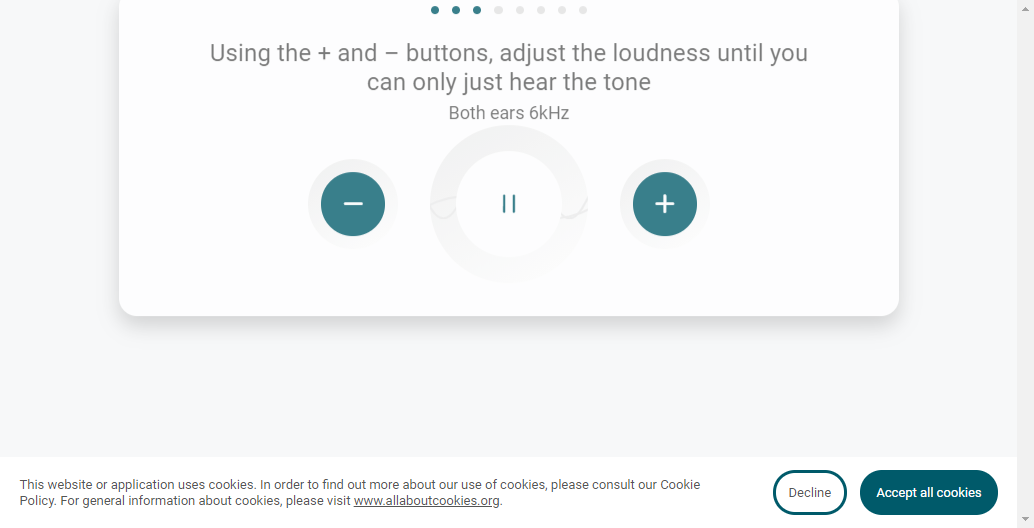 Using the + and – buttons, adjust the loudness until you
can only just hear the tone
Both ears 6kHz
This website or application uses cookies. In order to find out more about our use of cookies, please consult our Cookie
Policy. For general information about cookies, please visit www.allaboutcookies.org.
Decline
Accept all cookies